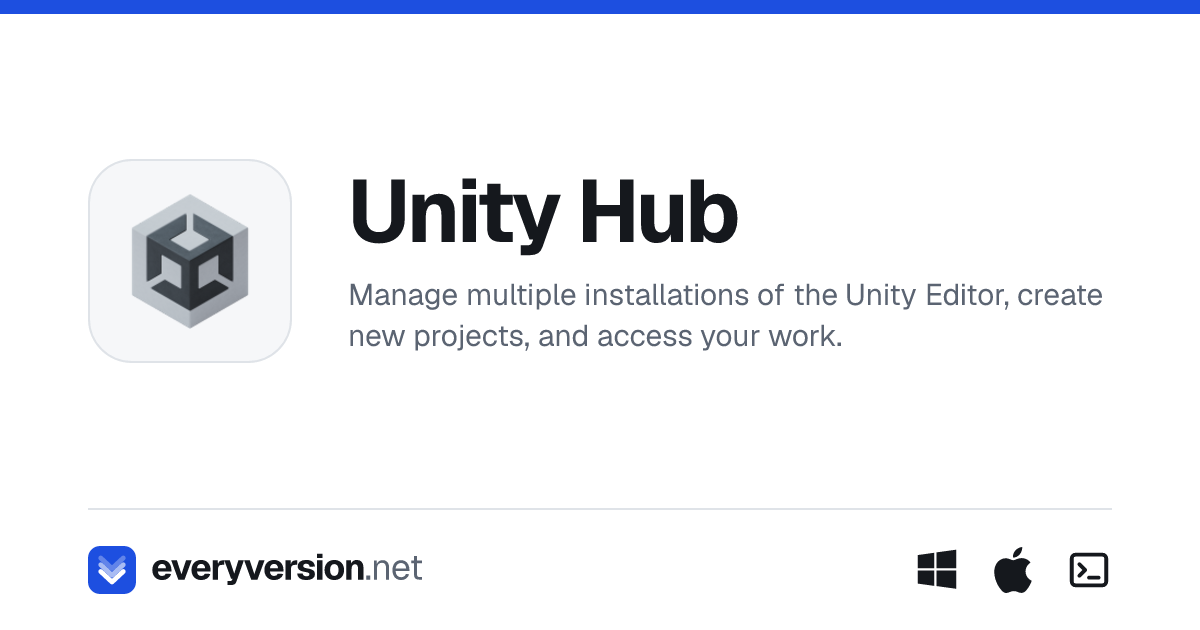 Unity Hub
Manage multiple installations of the Unity Editor, create
new projects, and access your work.
everyversion.net